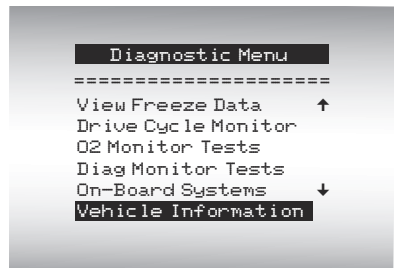 Diagnostic Menu
=====================
View Freeze Data ↑
Drive Cycle Monitor
O2 Monitor Tests
Diag Monitor Tests
On-Board Systems ↓
Vehicle Information